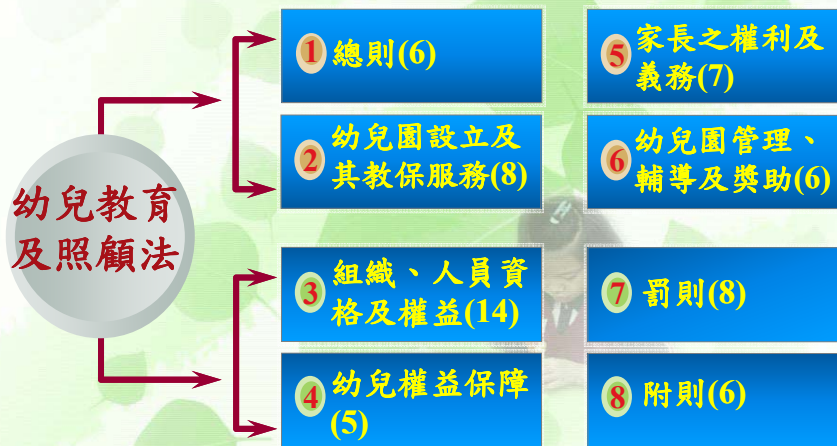 幼兒教育
及照顧法
1 總則(6)
2 幼兒園設立及
其教保服務(8)
3 組織、人員資
格及權益(14)
4 幼兒權益保障
(5)
5 家長之權利及
義務(7)
6 幼兒園管理、
輔導及獎助(6)
7 罰則(8)
8 附則(6)